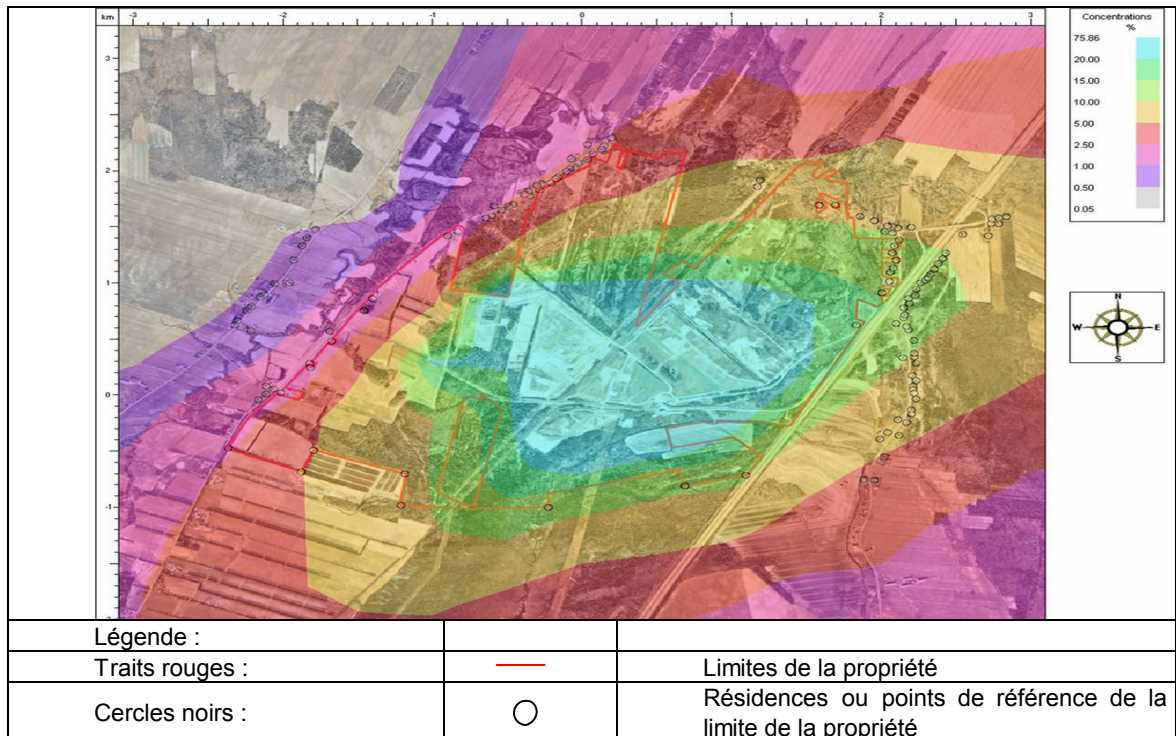 km
-3
-2
-1
0
1
2
3
3
2
1
0
-1
Concentrations
%
75.86
20.00
15.00
10.00
5.00
2.50
1.00
0.50
0.05
N
W
E
S
Légende :
Traits rouges :
Limites de la propriété
Cercles noirs :
Résidences ou points de référence de la
limite de la propriété